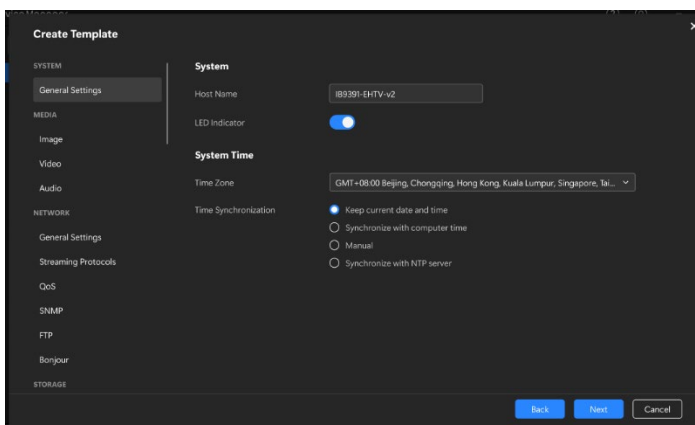 Create Template
SYSTEM
General Settings
MEDIA
Image
Video
Audio
NETWORK
General Settings
Streaming Protocols
QoS
SNMP
FTP
Bonjour
STORAGE
System
Host Name
IB9391-EHTV-v2
LED Indicator
System Time
Time Zone
GMT+08:00 Beijing, Chongqing, Hong Kong, Kuala Lumpur, Singapore, Tai...
Time Synchronization
Keep current date and time
Synchronize with computer time
Manual
Synchronize with NTP server
Back
Next
Cancel